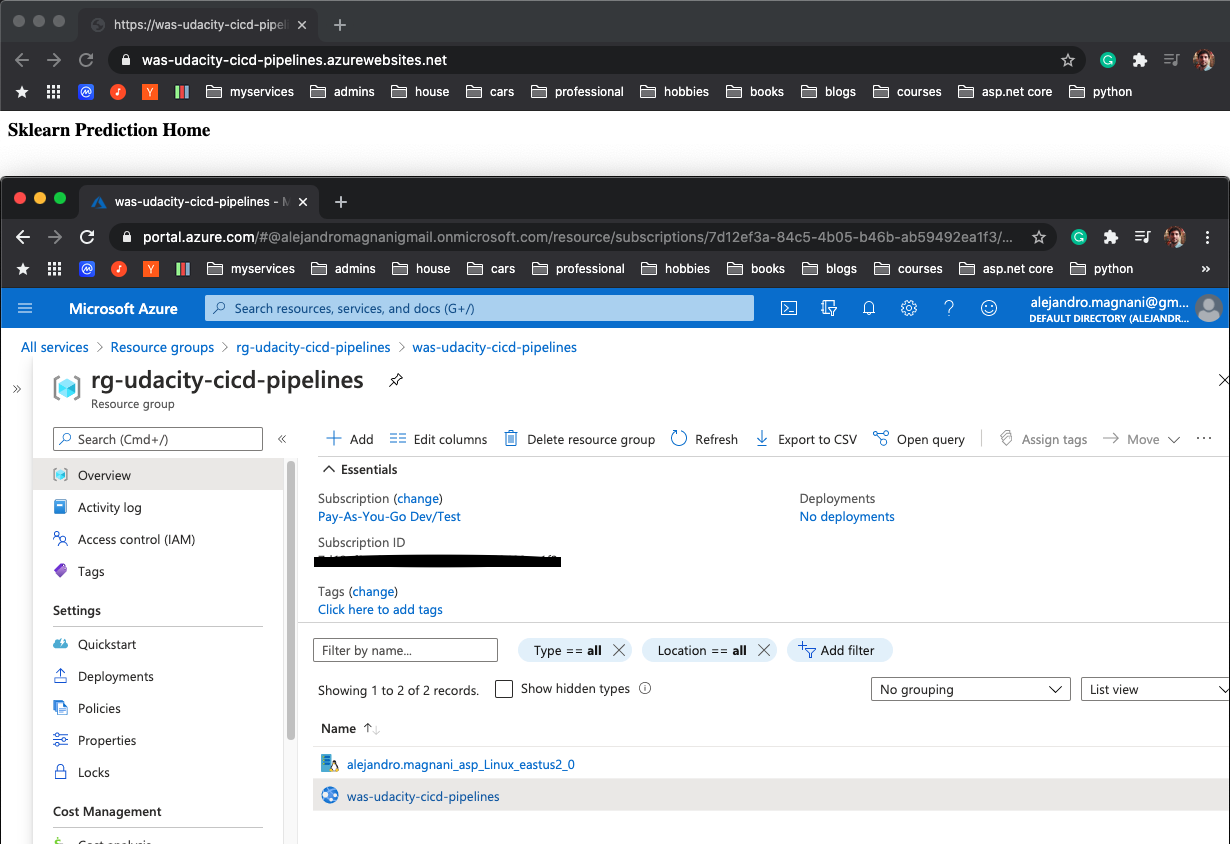 https://was-udacity-cicd-pipel
was-udacity-cicd-pipelines.azurewebsites.net
myservices admins house cars professional hobbies books blogs courses asp.net core python
Sklearn Prediction Home
was-udacity-cicd-pipelines - M
portal.azure.com/#@alejandromagnanigmail.onmicrosoft.com/resource/subscriptions/7d12ef3a-84c5-4b05-b46b-ab59492ea1f3/...
myservices admins house cars professional hobbies books blogs courses asp.net core python »
Microsoft Azure
Search resources, services, and docs (G+/)
alejandro.magnani@gm...
DEFAULT DIRECTORY (ALEJANDR...
All services > Resource groups > rg-udacity-cicd-pipelines > was-udacity-cicd-pipelines
rg-udacity-cicd-pipelines
Resource group
Search (Cmd+/)
Overview
Activity log
Access control (IAM)
Tags
Settings
Quickstart
Deployments
Policies
Properties
Locks
Cost Management
Cost analysis
Add Edit columns Delete resource group Refresh Export to CSV Open query Assign tags Move ...
Essentials
Subscription (change)
Pay-As-You-Go Dev/Test
Subscription ID
Deployments
No deployments
Tags (change)
Click here to add tags
Filter by name...
Type == all
Location == all
Add filter
Showing 1 to 2 of 2 records.
Show hidden types
No grouping
List view
Name ↑↓
alejandro.magnani_asp_Linux_eastus2_0
was-udacity-cicd-pipelines